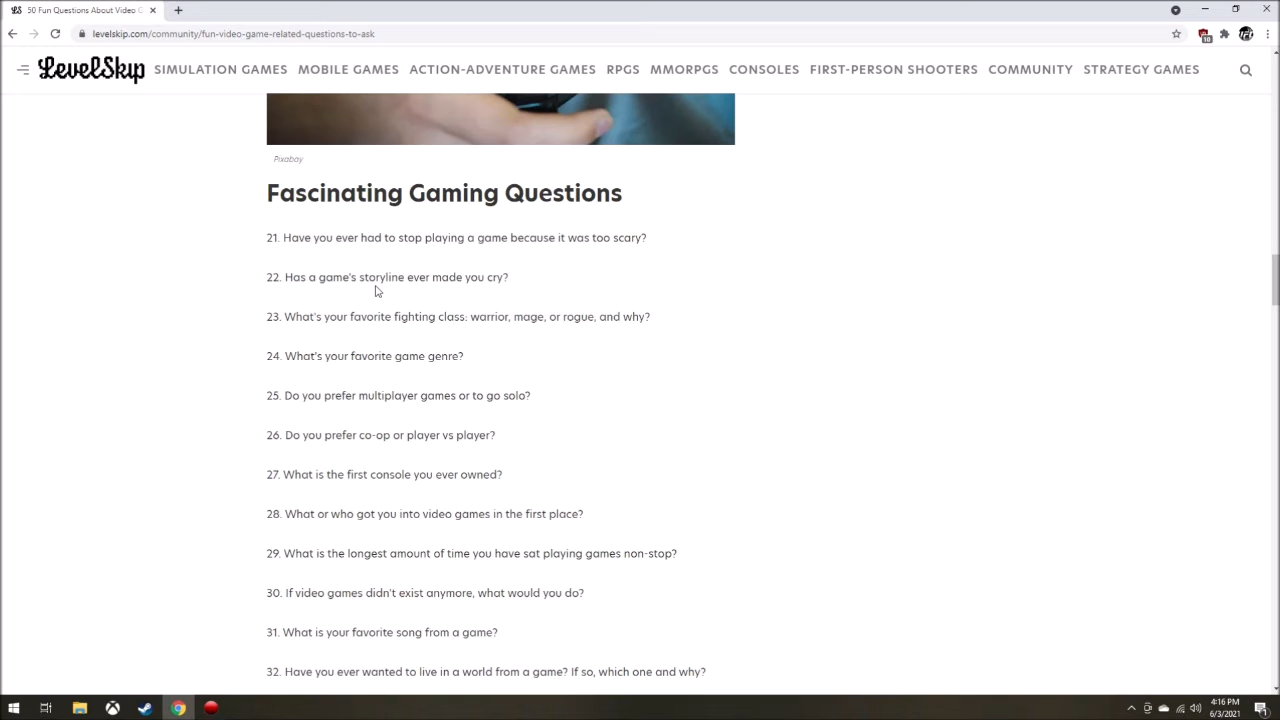 50 Fun Questions About Video G
levelskip.com/community/fun-video-game-related-questions-to-ask
10
LevelSkip SIMULATION GAMES MOBILE GAMES ACTION-ADVENTURE GAMES RPGS MMORPGS CONSOLES FIRST-PERSON SHOOTERS COMMUNITY STRATEGY GAMES
Pixabay
Fascinating Gaming Questions
21. Have you ever had to stop playing a game because it was too scary?
22. Has a game's storyline ever made you cry?
23. What's your favorite fighting class: warrior, mage, or rogue, and why?
24. What's your favorite game genre?
25. Do you prefer multiplayer games or to go solo?
26. Do you prefer co-op or player vs player?
27. What is the first console you ever owned?
28. What or who got you into video games in the first place?
29. What is the longest amount of time you have sat playing games non-stop?
30. If video games didn't exist anymore, what would you do?
31. What is your favorite song from a game?
32. Have you ever wanted to live in a world from a game? If so, which one and why?
4:16 PM
6/3/2021